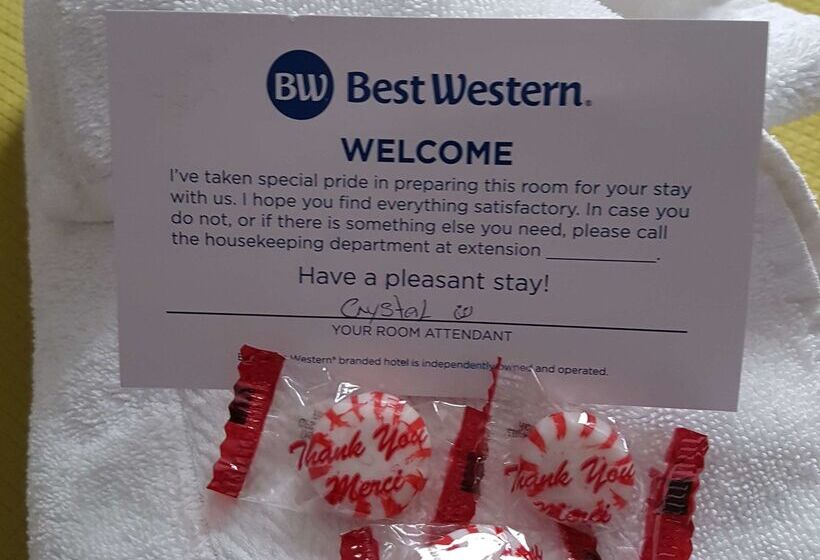 BW Best Western.
WELCOME
I've taken special pride in preparing this room for your stay
with us. I hope you find everything satisfactory. In case you
do not, or if there is something else you need, please call
the housekeeping department at extension __________.
Have a pleasant stay!
Crystal
YOUR ROOM ATTENDANT
Western® branded hotel is independently owned and operated.
Thank You
Merci
Thank You
Merci